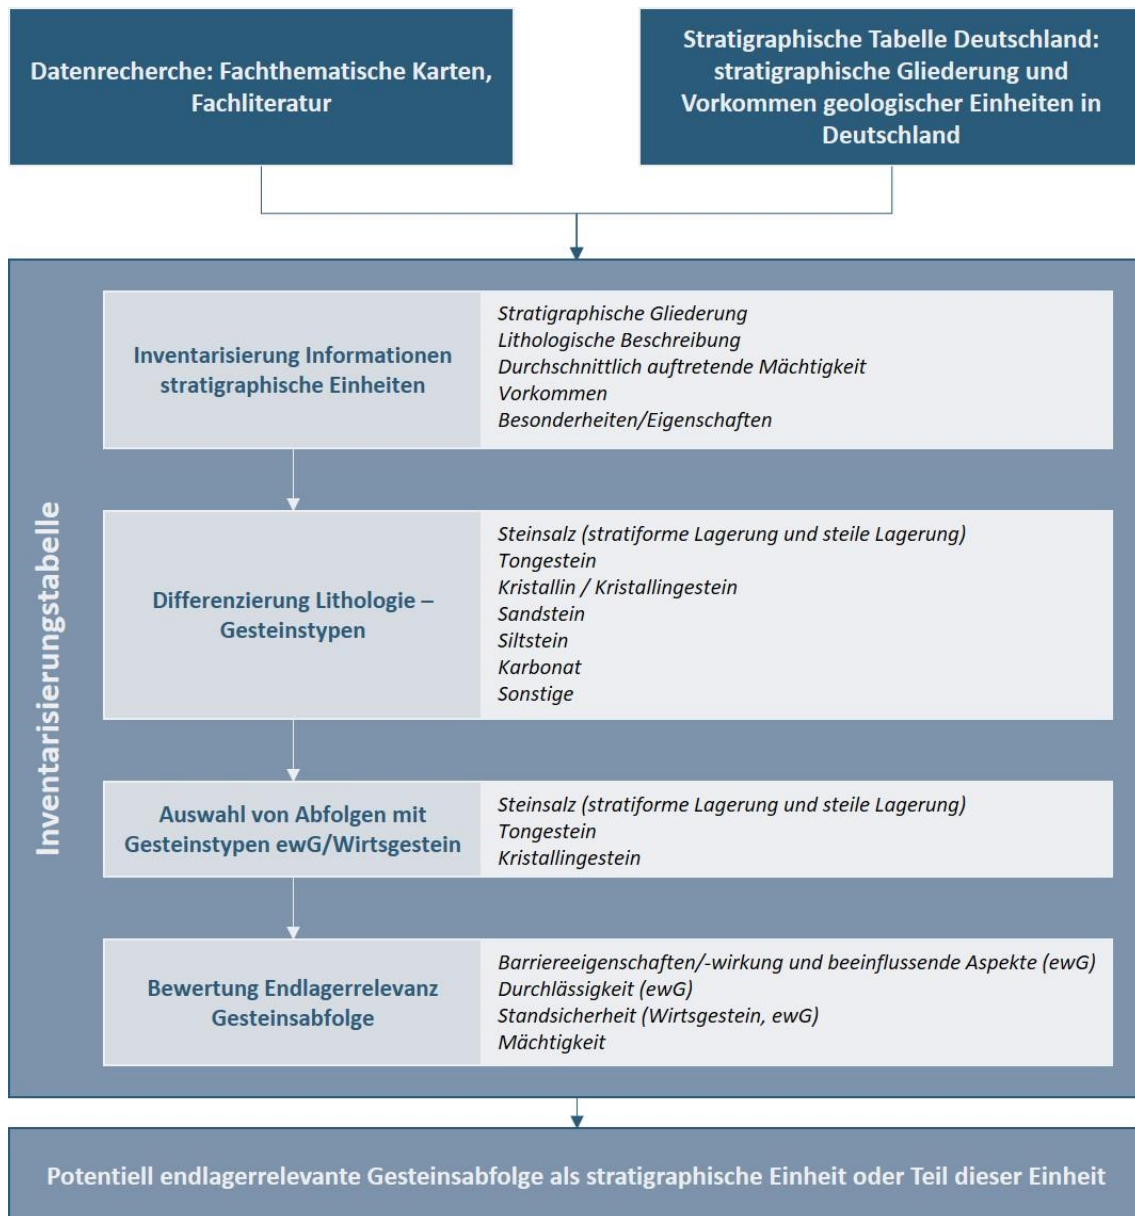 Datenrecherche: Fachthematische Karten,
Fachliteratur
Stratigraphische Tabelle Deutschland:
stratigraphische Gliederung und
Vorkommen geologischer Einheiten in
Deutschland
Inventarisierungstabelle
Inventarisierung Informationen
stratigraphische Einheiten
Stratigraphische Gliederung
Lithologische Beschreibung
Durchschnittlich auftretende Mächtigkeit
Vorkommen
Besonderheiten/Eigenschaften
Differenzierung Lithologie –
Gesteinstypen
Steinsalz (stratiforme Lagerung und steile Lagerung)
Tongestein
Kristallin / Kristallingestein
Sandstein
Siltstein
Karbonat
Sonstige
Auswahl von Abfolgen mit
Gesteinstypen ewG/Wirtsgestein
Steinsalz (stratiforme Lagerung und steile Lagerung)
Tongestein
Kristallingestein
Bewertung Endlagerrelevanz
Gesteinsabfolge
Barriereeigenschaften/-wirkung und beeinflussende Aspekte (ewG)
Durchlässigkeit (ewG)
Standsicherheit (Wirtsgestein, ewG)
Mächtigkeit
Potentiell endlagerrelevante Gesteinsabfolge als stratigraphische Einheit oder Teil dieser Einheit